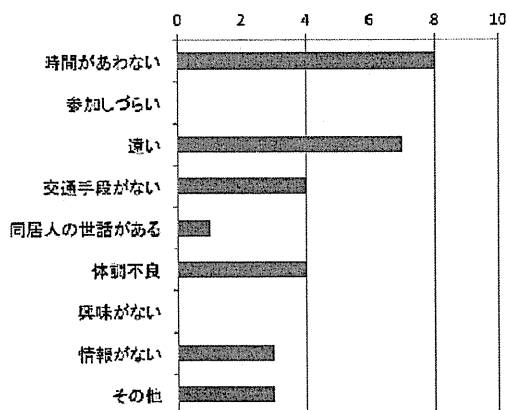 0 2 4 6 8 10
時間があわない
参加しづらい
遠い
交通手段がない
同居人の世話がある
体調不良
興味がない
情報がない
その他